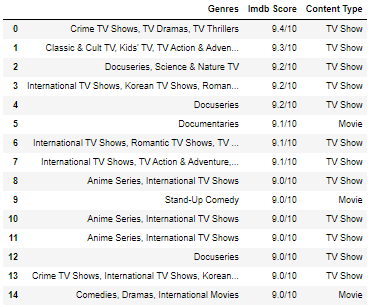 Genres Imdb Score Content Type
0 Crime TV Shows, TV Dramas, TV Thrillers 9.4/10 TV Show
1 Classic & Cult TV, Kids' TV, TV Action & Adven... 9.3/10 TV Show
2 Docuseries, Science & Nature TV 9.2/10 TV Show
3 International TV Shows, Korean TV Shows, Roman... 9.2/10 TV Show
4 Docuseries 9.2/10 TV Show
5 Documentaries 9.1/10 Movie
6 International TV Shows, Romantic TV Shows, TV ... 9.1/10 TV Show
7 International TV Shows, TV Action & Adventure,... 9.1/10 TV Show
8 Anime Series, International TV Shows 9.0/10 TV Show
9 Stand-Up Comedy 9.0/10 Movie
10 Anime Series, International TV Shows 9.0/10 TV Show
11 Anime Series, International TV Shows 9.0/10 TV Show
12 Docuseries 9.0/10 TV Show
13 Crime TV Shows, International TV Shows, Korean... 9.0/10 TV Show
14 Comedies, Dramas, International Movies 9.0/10 Movie